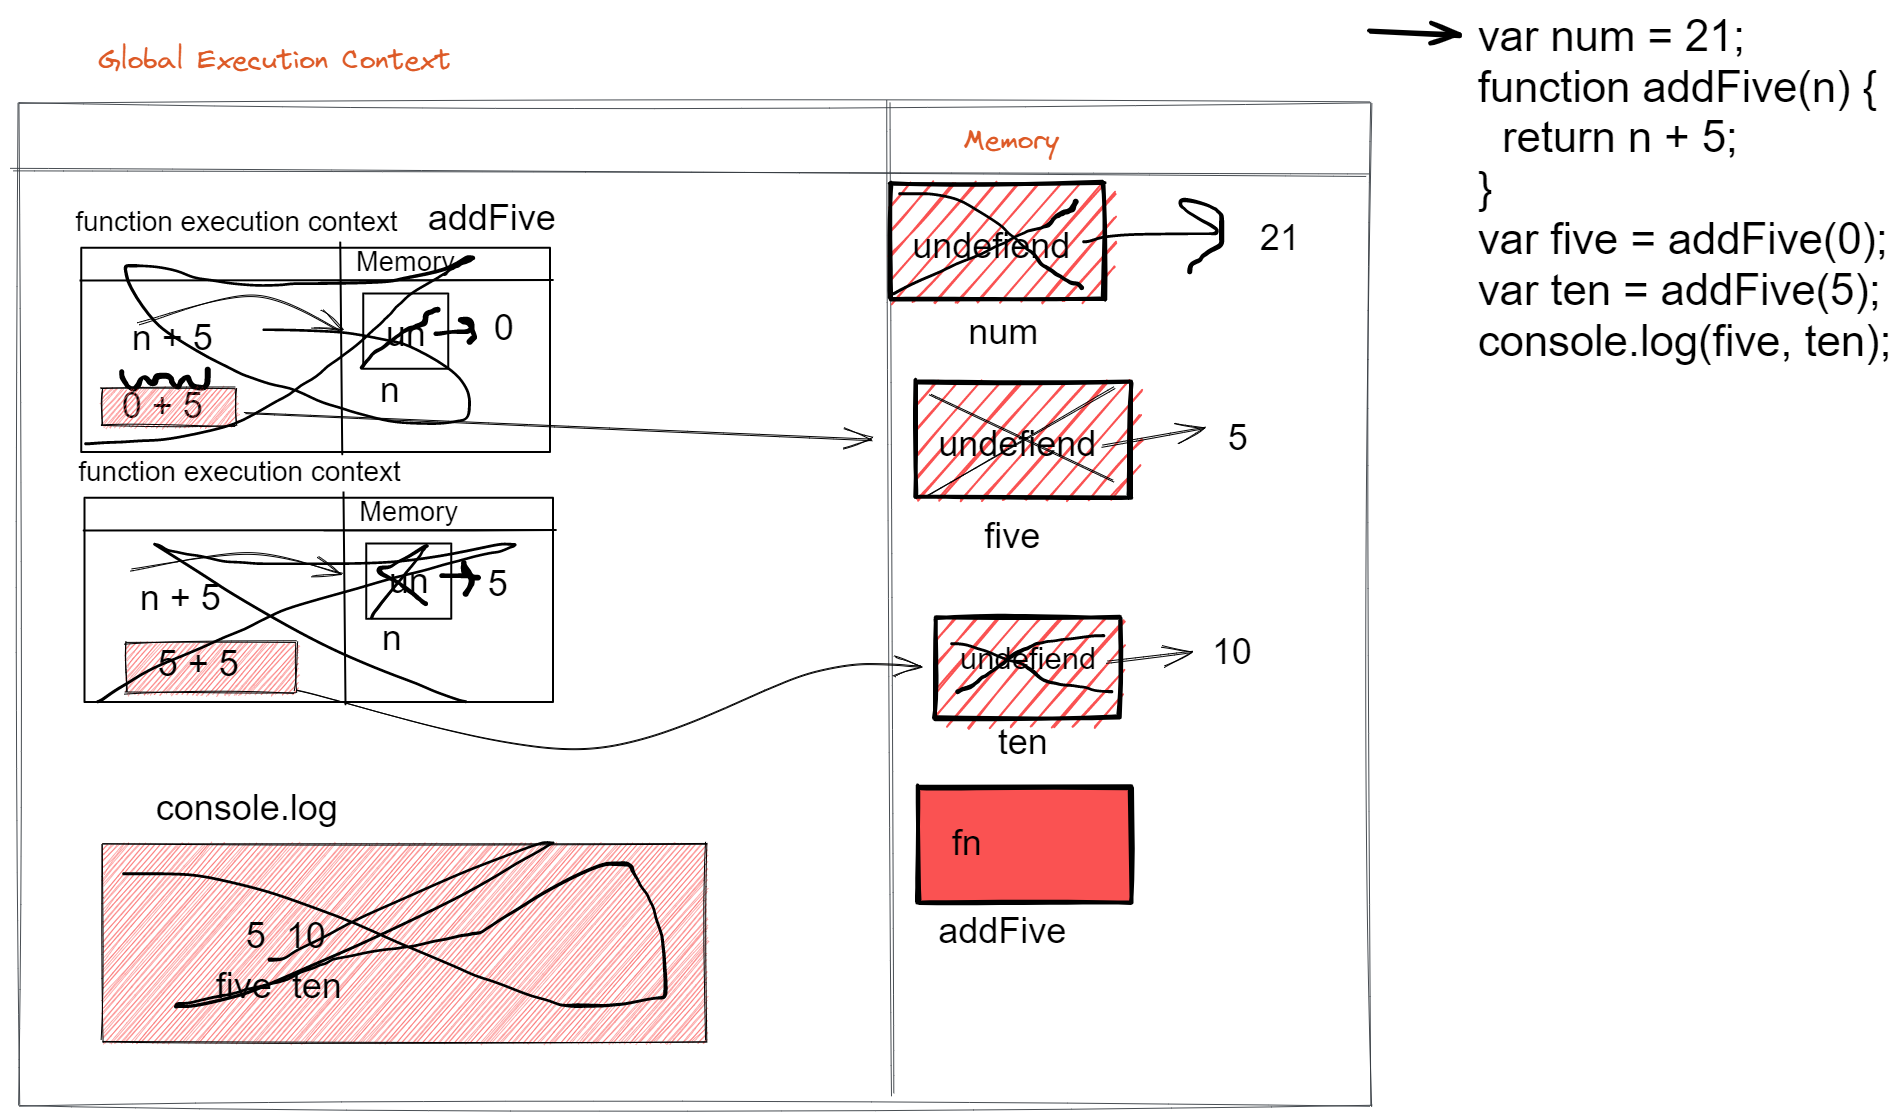 Global Execution Context
Memory
function execution context addFive
Memory
n + 5
un
0
n
0 + 5
function execution context
Memory
n + 5
un
5
n
5 + 5
console.log
5 10
five ten
undefiend
21
num
undefiend
5
five
undefiend
10
ten
fn
addFive
var num = 21;
function addFive(n) {
return n + 5;
}
var five = addFive(0);
var ten = addFive(5);
console.log(five, ten);